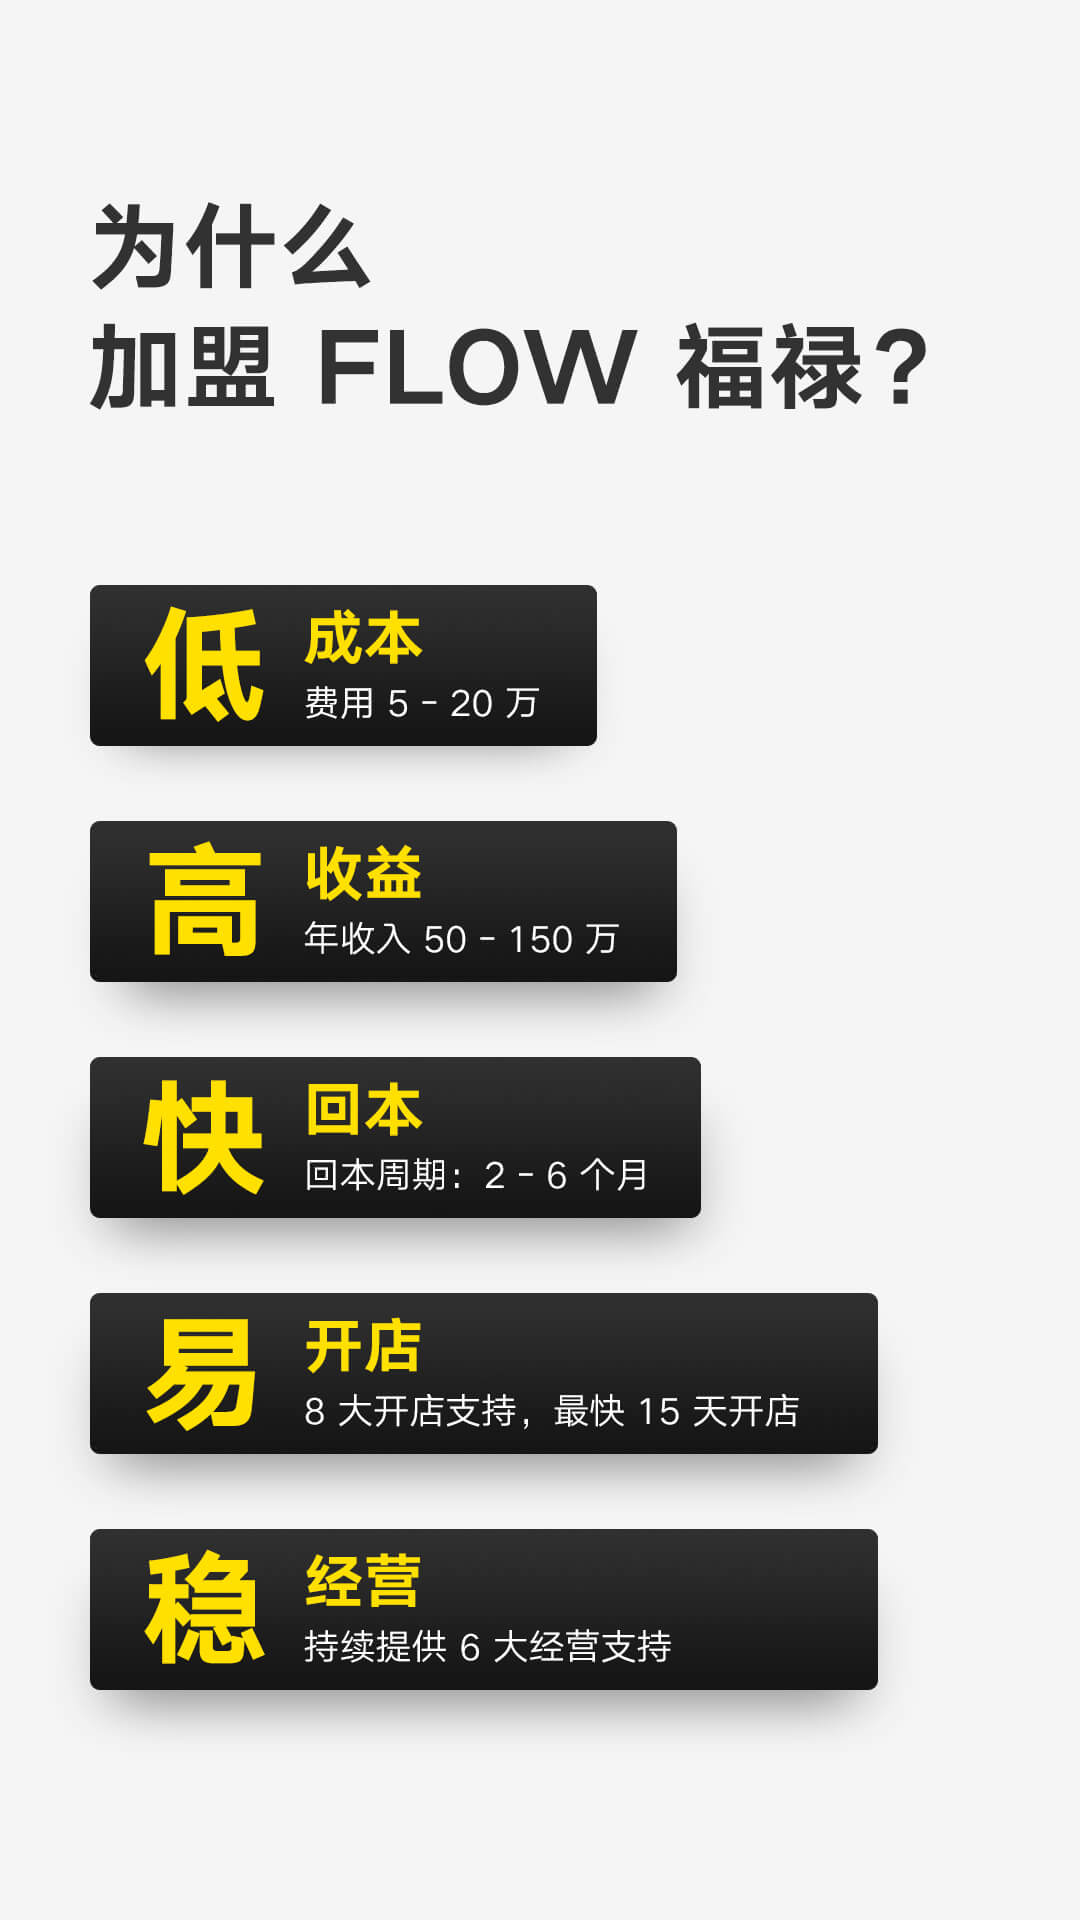 为什么
加盟 FLOW 福禄?
低
成本
费用 5 - 20 万
高
收益
年收入 50 - 150 万
快
回本
回本周期: 2 - 6 个月
易
开店
8 大开店支持, 最快 15 天开店
稳
经营
持续提供 6 大经营支持